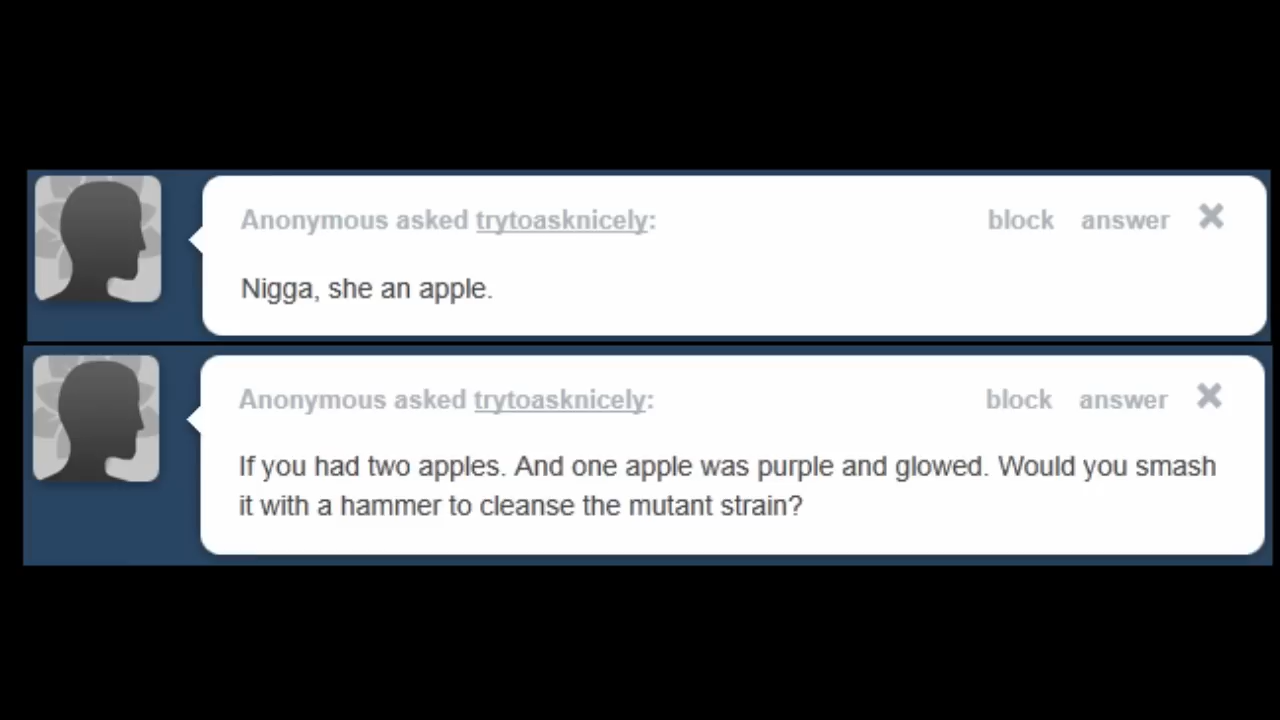 Anonymous asked trytoasknicely: block answer
Nigga, she an apple.
Anonymous asked trytoasknicely: block answer
If you had two apples. And one apple was purple and glowed. Would you smash
it with a hammer to cleanse the mutant strain?